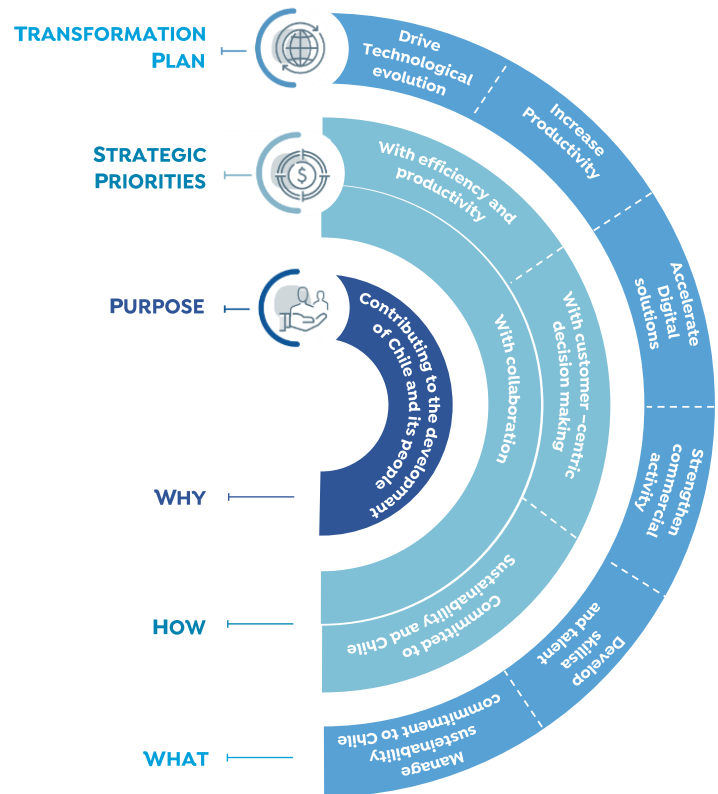 TRANSFORMATION
PLAN
STRATEGIC
PRIORITIES
PURPOSE
WHY
HOW
WHAT
Drive
Technological
evolution
Increase
Productivity
Accelerate
Digital
solutions
Strengthen
commercial
activity
Develop
skillsa
and talent
Manage
sustainability
commitment to Chile
With efficiency and
productivity
With customer –centric
decision making
Committed to
Sustainability and Chile
With collaboration
Contributing to the developmant
of Chile and its people
$